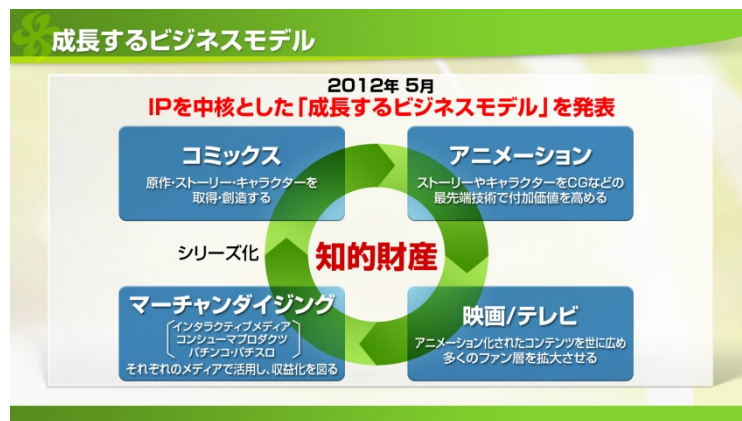 成長するビジネスモデル
2012年 5月
IPを中核とした「成長するビジネスモデル」を発表
コミックス
原作・ストーリー・キャラクターを
取得・創造する
アニメーション
ストーリーやキャラクターをCGなどの
最先端技術で付加価値を高める
シリーズ化
知的財産
マーチャンダイジング
インタラクティブメディア
コンシューマプロダクツ
パチンコ・パチスロ
それぞれのメディアで活用し、収益化を図る
映画/テレビ
アニメーション化されたコンテンツを世に広め
多くのファン層を拡大させる